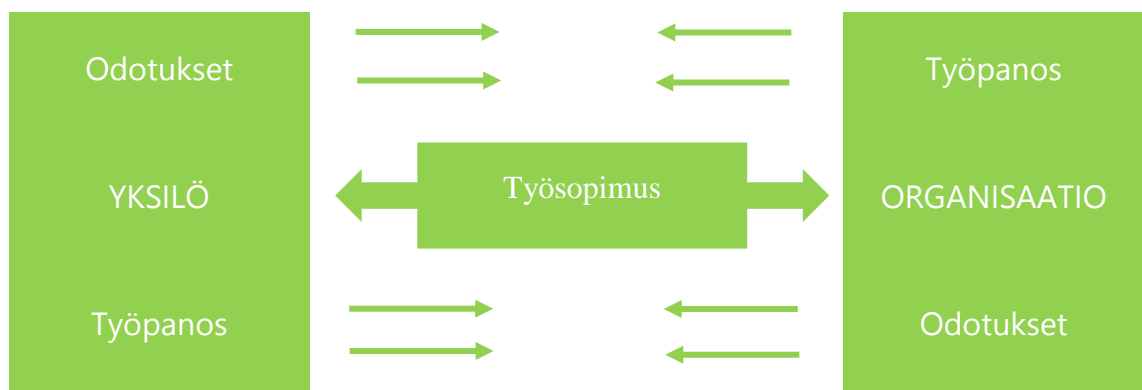 Odotukset
Työpanos
YKSILÖ
Työsopimus
ORGANISAATIO
Työpanos
Odotukset